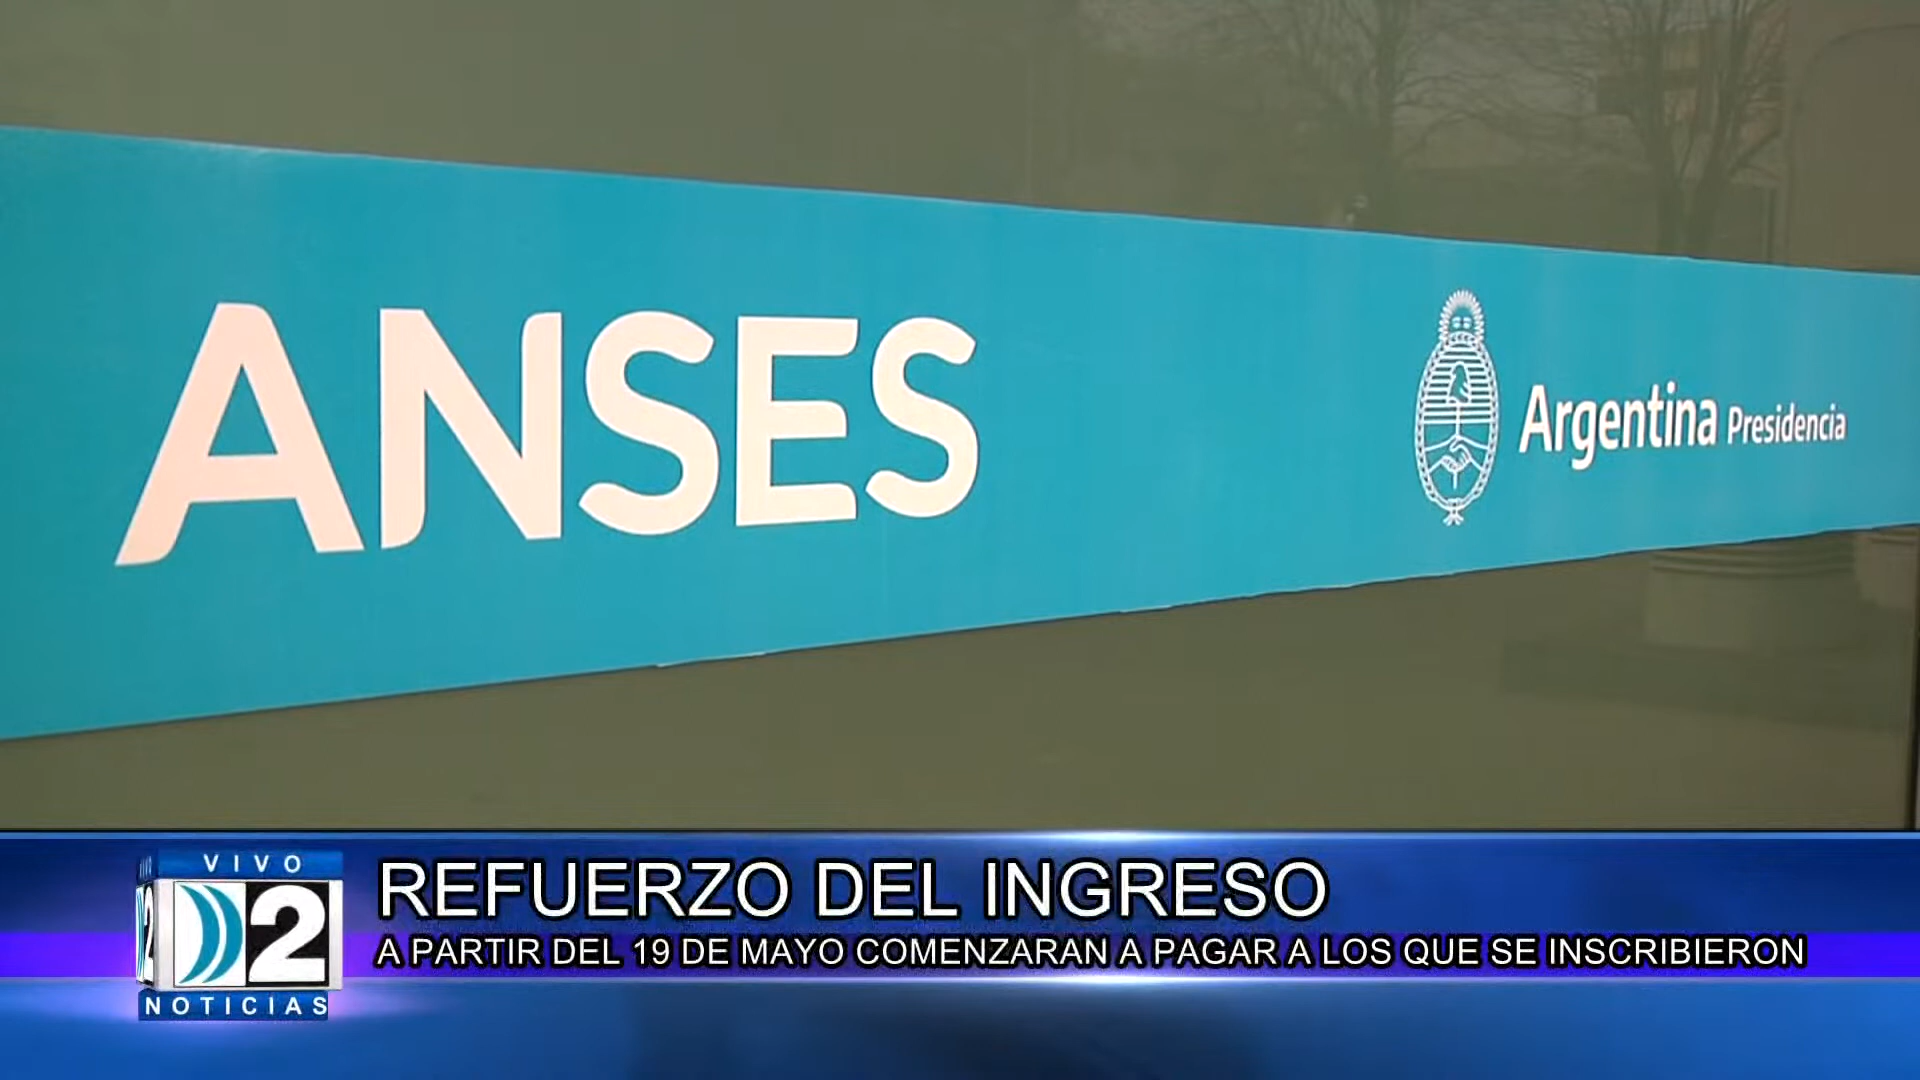 ANSES
Argentina Presidencia
VIVO
2
NOTICIAS
2
REFUERZO DEL INGRESO
A PARTIR DEL 19 DE MAYO COMENZARAN A PAGAR A LOS QUE SE INSCRIBIERON